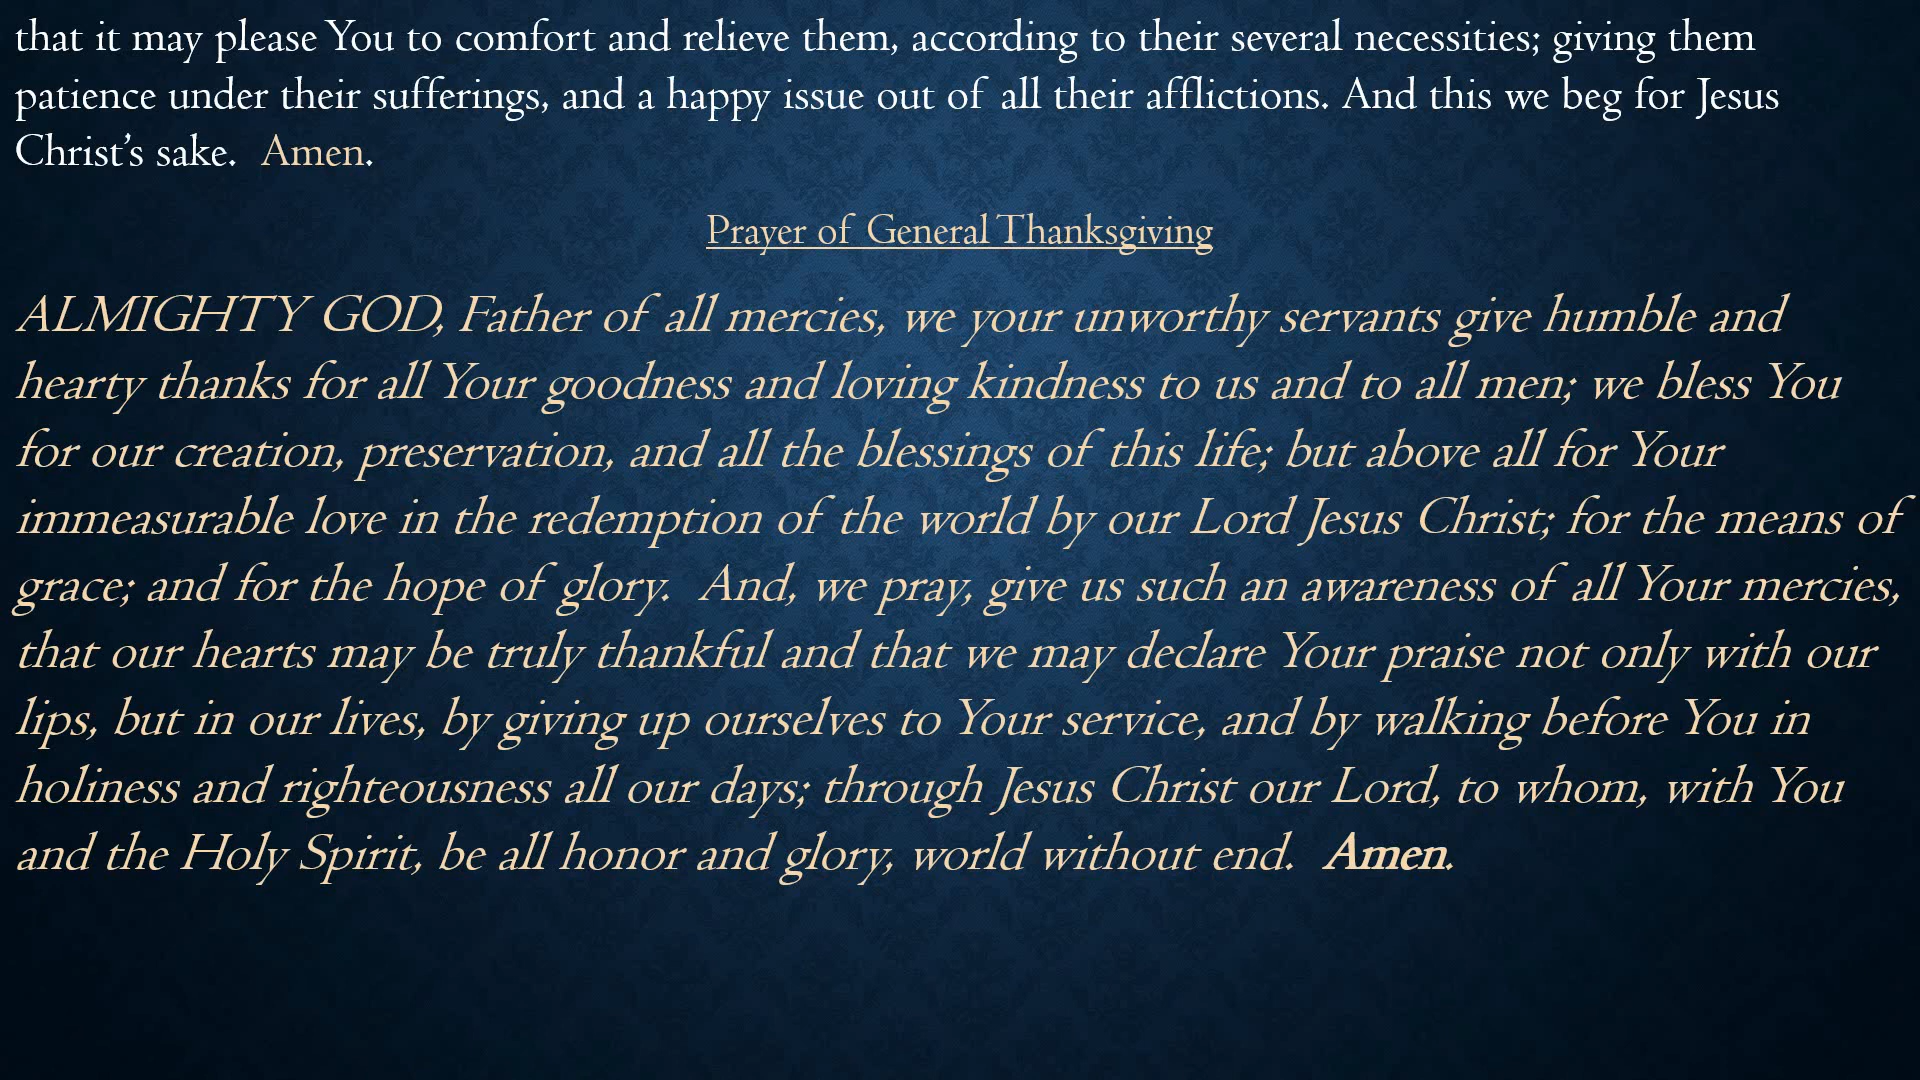 that it may please You to comfort and relieve them, according to their several necessities; giving them
patience under their sufferings, and a happy issue out of all their afflictions. And this we beg for Jesus
Christ’s sake.  Amen.
Prayer of General Thanksgiving
ALMIGHTY GOD, Father of all mercies, we your unworthy servants give humble and
hearty thanks for all Your goodness and loving kindness to us and to all men; we bless You
for our creation, preservation, and all the blessings of this life; but above all for Your
immeasurable love in the redemption of the world by our Lord Jesus Christ; for the means of
grace; and for the hope of glory.  And, we pray, give us such an awareness of all Your mercies,
that our hearts may be truly thankful and that we may declare Your praise not only with our
lips, but in our lives, by giving up ourselves to Your service, and by walking before You in
holiness and righteousness all our days; through Jesus Christ our Lord, to whom, with You
and the Holy Spirit, be all honor and glory, world without end.  Amen.